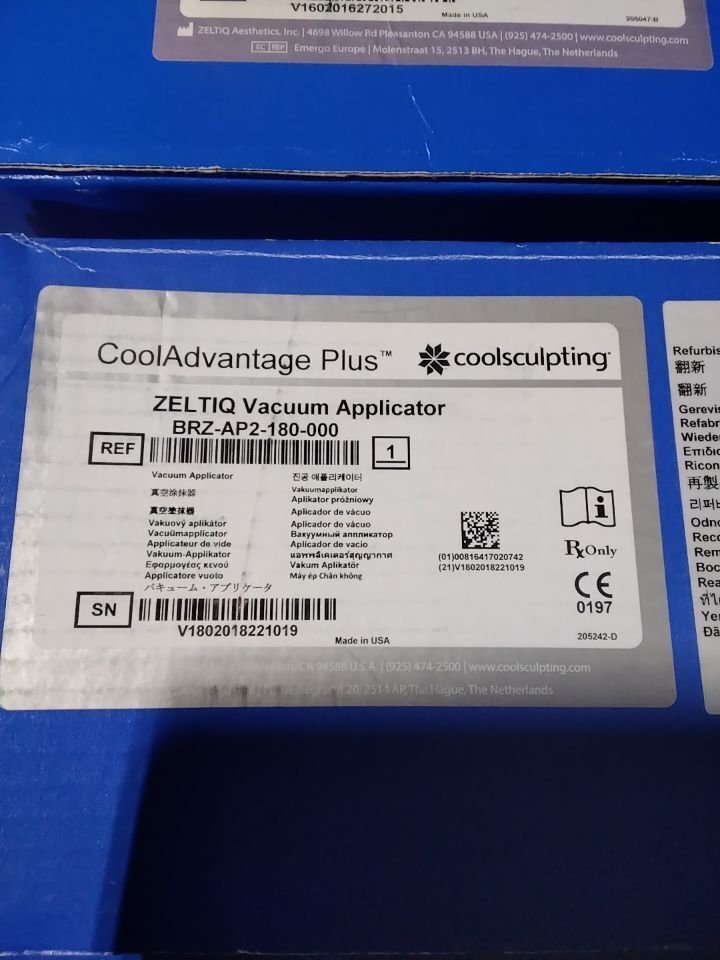 V1602016272015
Made in USA
205047-B
ZELTIQ Aesthetics, Inc. | 4698 Willow Rd Pleasanton CA 94588 USA | (925) 474-2500 | www.coolsculpting.com
EC REP Emergo Europe | Molenstraat 15, 2513 BH, The Hague, The Netherlands
CoolAdvantage Plus™
coolsculpting
ZELTIQ Vacuum Applicator
BRZ-AP2-180-000
REF
1
Vacuum Applicator
真空涂抹器
真空塗抹器
Vakuový aplikátor
Vacuümapplicator
Applicateur de vide
Vakuum-Applikator
Εφαρμογέας κενού
Applicatore vuoto
バキューム・アプリケータ
진공 애플리케이터
Vakuumapplikator
Aplikator próżniowy
Aplicador de vácuo
Aplicador de vácuo
Вакуумный аппликатор
Aplicador de vacío
แอพพลิเคเตอร์สุญญากาศ
Vakum Aplikatör
Máy ép Chân không
(01)00816417020742
(21)V1802018221019
i
Rx Only
CE
0197
SN
V1802018221019
Made in USA
205242-D
Pleasanton, CA 94588 U.S.A. | (925) 474-2500 | www.coolsculpting.com
20, 2514 AP, The Hague, The Netherlands
Refurbis
翻新
翻新
Gerevis
Refabr
Wieder
Επιδιο
Ricon
再製
리퍼
Odno
Reco
Rem
Boc
Rea
ที่ได
Yer
Đã